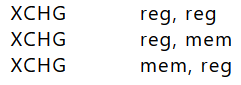 XCHG reg, reg
XCHG reg, mem
XCHG mem, reg